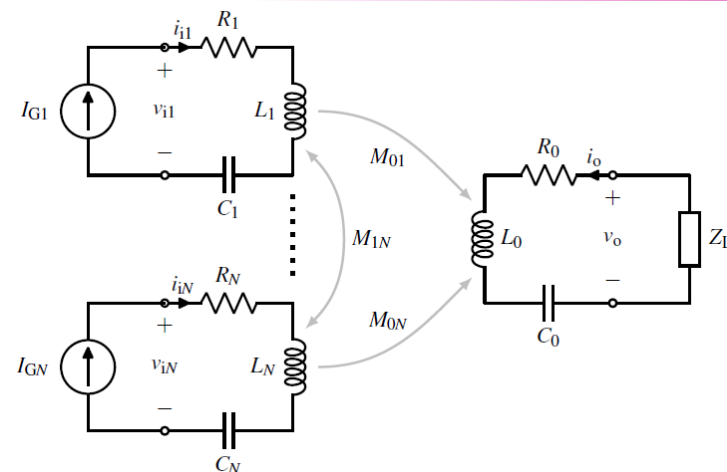 i_i1
R_1
+
I_G1
v_i1
L_1
−
C_1
M_01
M_1N
R_0
i_o
+
L_0
v_o
−
C_0
i_iN
R_N
M_0N
+
I_GN
v_iN
L_N
−
C_N